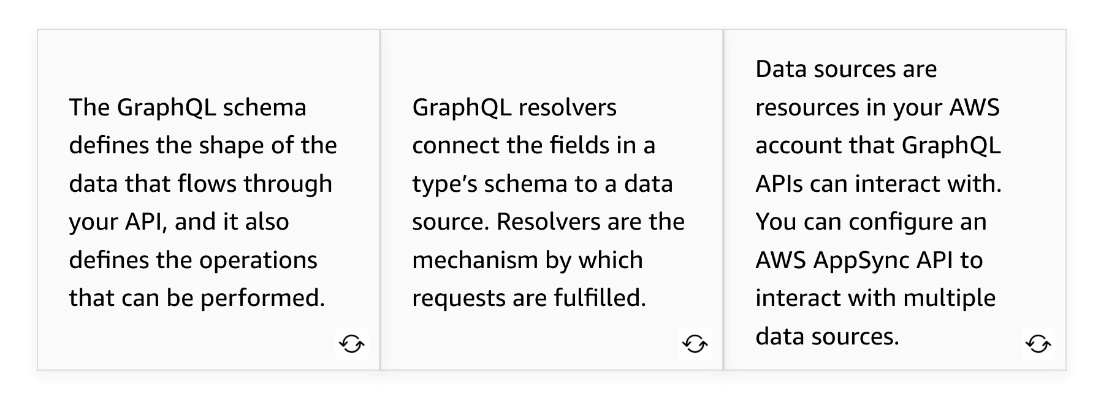 The GraphQL schema
defines the shape of the
data that flows through
your API, and it also
defines the operations
that can be performed.
GraphQL resolvers
connect the fields in a
type’s schema to a data
source. Resolvers are the
mechanism by which
requests are fulfilled.
Data sources are
resources in your AWS
account that GraphQL
APIs can interact with.
You can configure an
AWS AppSync API to
interact with multiple
data sources.